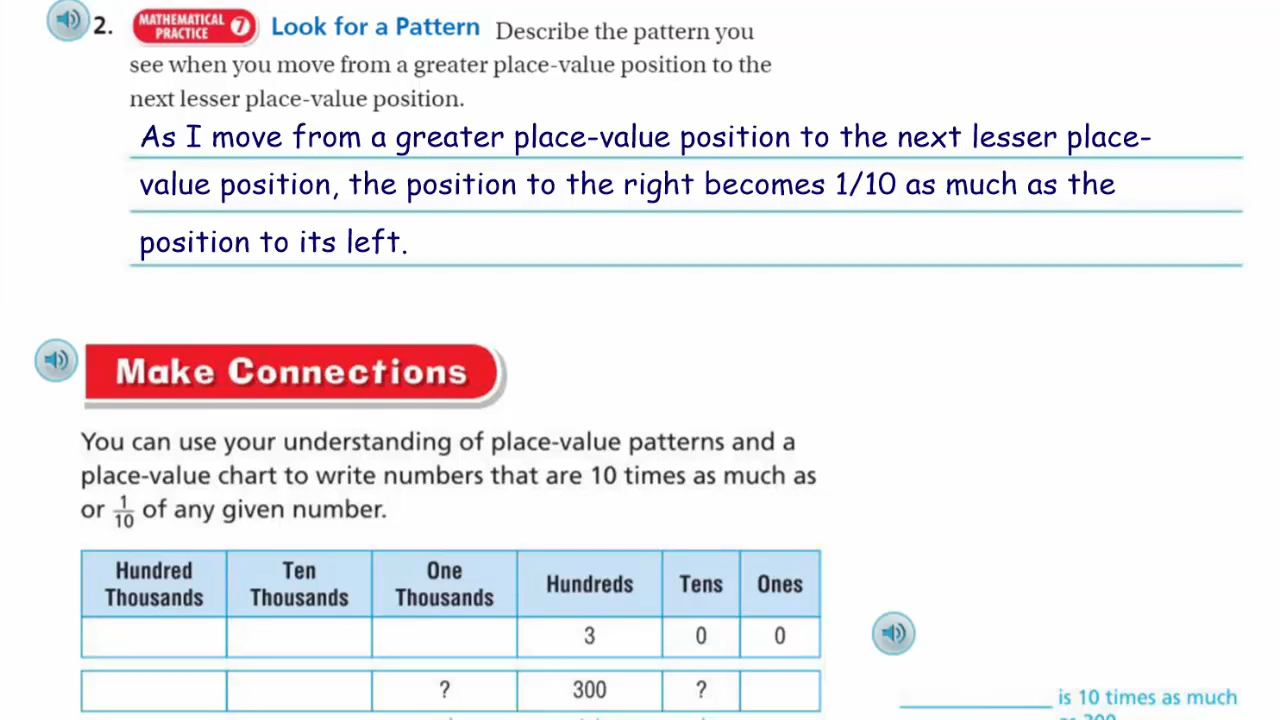 2. MATHEMATICAL PRACTICE 7 Look for a Pattern Describe the pattern you
see when you move from a greater place-value position to the
next lesser place-value position.
As I move from a greater place-value position to the next lesser place-
value position, the position to the right becomes 1/10 as much as the
position to its left.
Make Connections
You can use your understanding of place-value patterns and a
place-value chart to write numbers that are 10 times as much as
or 1/10 of any given number.
Hundred Thousands Ten Thousands One Thousands Hundreds Tens Ones
3 0 0
? 300 ?
is 10 times as much
as 300